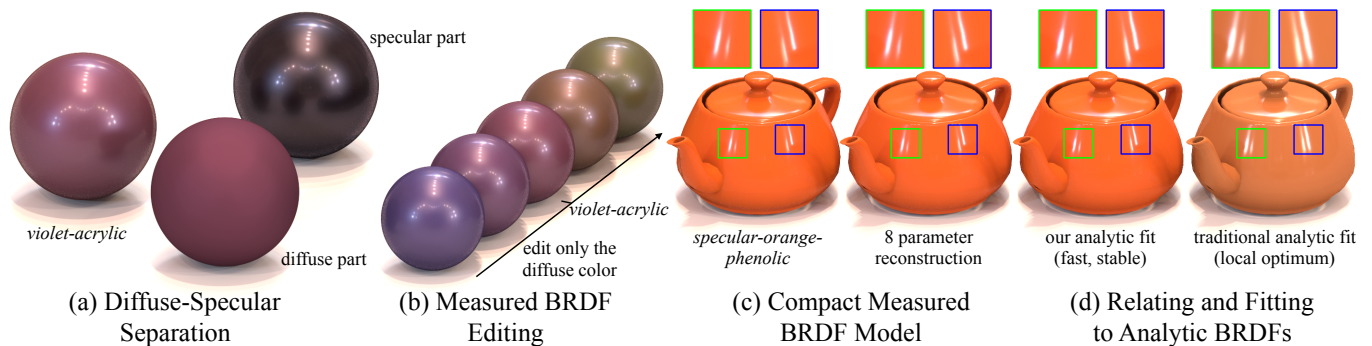 specular part
violet-acrylic
diffuse part
(a) Diffuse-Specular
Separation
violet-acrylic
edit only the
diffuse color
(b) Measured BRDF
Editing
specular-orange-
phenolic
8 parameter
reconstruction
(c) Compact Measured
BRDF Model
our analytic fit
(fast, stable)
traditional analytic fit
(local optimum)
(d) Relating and Fitting
to Analytic BRDFs